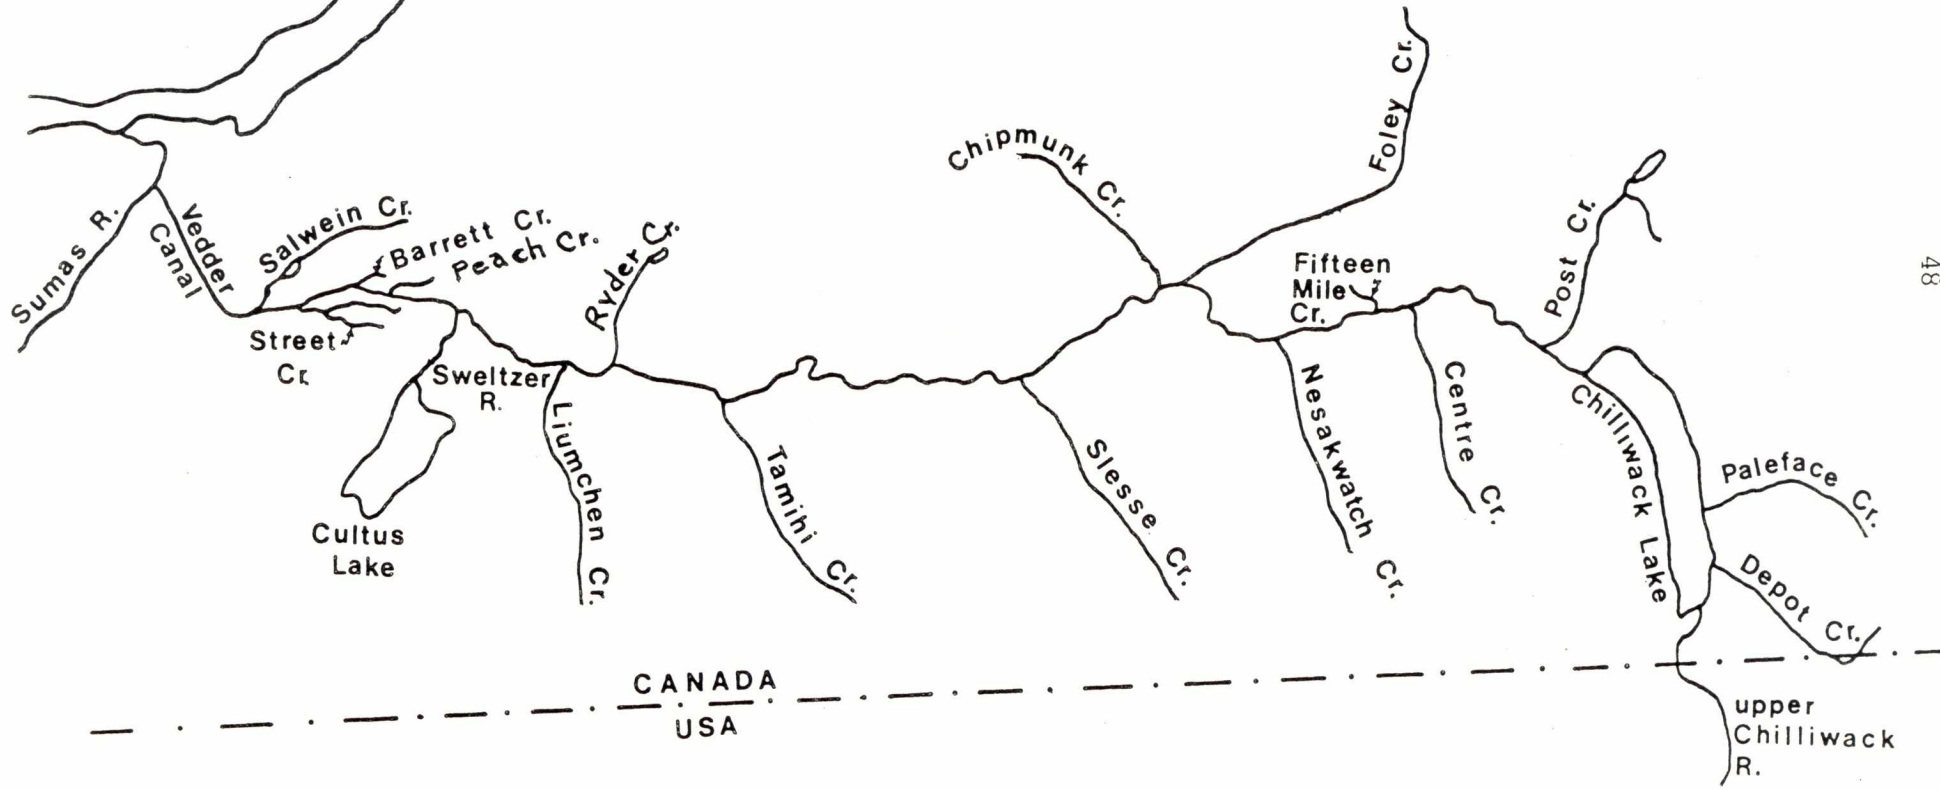 Foley Cr.
Chipmunk Cr.
Sumas R.
Vedder
Canal
Salwein Cr.
Barrett Cr.
Peach Cr.
Ryder Cr.
Post Cr.
48
Fifteen
Mile
Cr.
Street
Cr.
Sweltzer
R.
Liumchen Cr.
Tamihi Cr.
Slesse Cr.
Nesakwatch Cr.
Centre Cr.
Chilliwack Lake
Paleface Cr.
Depot Cr.
Cultus
Lake
CANADA
USA
upper
Chilliwack
R.